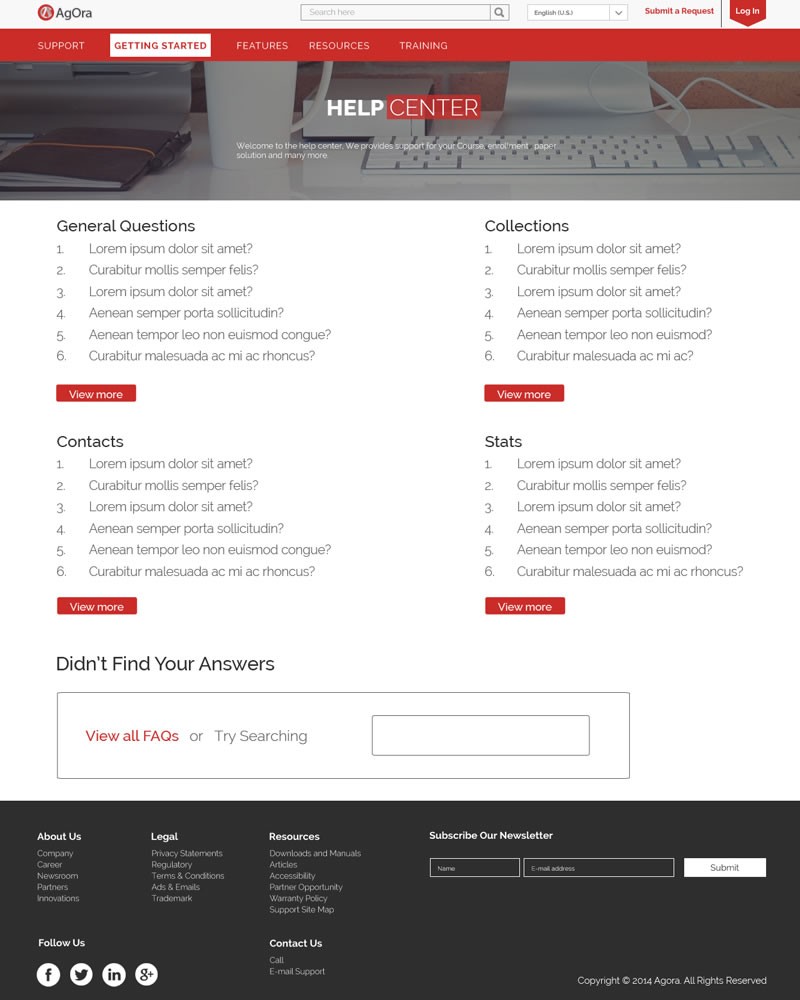 AgOra
Search here
English (U.S.)
Submit a Request
Log In
SUPPORT
GETTING STARTED
FEATURES
RESOURCES
TRAINING
HELP CENTER
Welcome to the help center, We provides support for your Course, enrollment paper
solution and many more.
General Questions
1. Lorem ipsum dolor sit amet?
2. Curabitur mollis semper felis?
3. Lorem ipsum dolor sit amet?
4. Aenean semper porta sollicitudin?
5. Aenean tempor leo non euismod congue?
6. Curabitur malesuada ac mi ac rhoncus?
View more
Collections
1. Lorem ipsum dolor sit amet?
2. Curabitur mollis semper felis?
3. Lorem ipsum dolor sit amet?
4. Aenean semper porta sollicitudin?
5. Aenean tempor leo non euismod?
6. Curabitur malesuada ac mi ac?
View more
Contacts
1. Lorem ipsum dolor sit amet?
2. Curabitur mollis semper felis?
3. Lorem ipsum dolor sit amet?
4. Aenean semper porta sollicitudin?
5. Aenean tempor leo non euismod congue?
6. Curabitur malesuada ac mi ac rhoncus?
View more
Stats
1. Lorem ipsum dolor sit amet?
2. Curabitur mollis semper felis?
3. Lorem ipsum dolor sit amet?
4. Aenean semper porta sollicitudin?
5. Aenean tempor leo non euismod?
6. Curabitur malesuada ac mi ac rhoncus?
View more
Didn't Find Your Answers
View all FAQs or Try Searching
About Us
Company
Career
Newsroom
Partners
Innovations
Legal
Privacy Statements
Regulatory
Terms & Conditions
Ads & Emails
Trademark
Resources
Downloads and Manuals
Articles
Accessibility
Partner Opportunity
Warranty Policy
Support Site Map
Subscribe Our Newsletter
Name
E-mail address
Submit
Follow Us
Contact Us
Call
E-mail Support
Copyright © 2014 Agora. All Rights Reserved